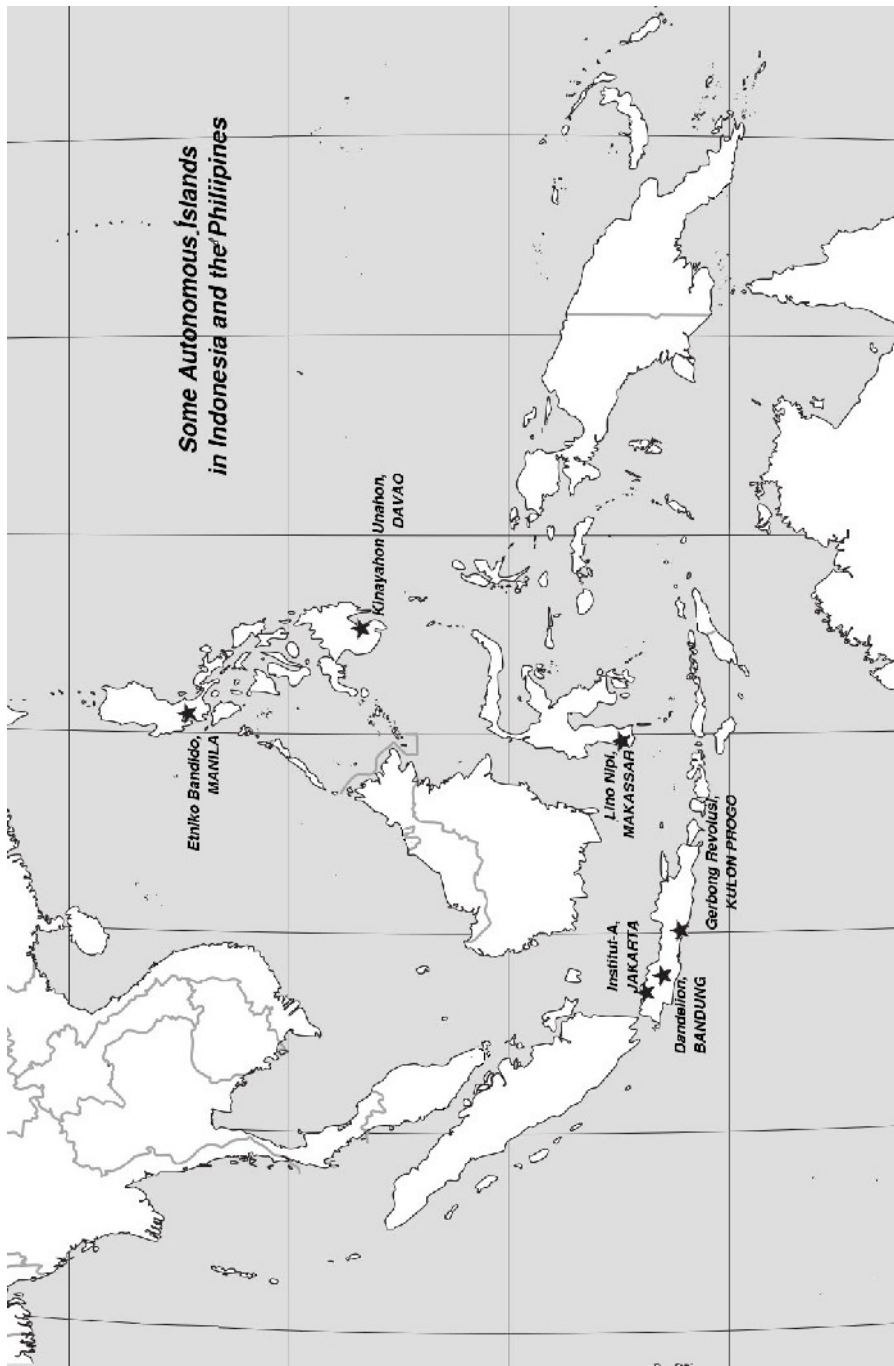 Some Autonomous Islands
in Indonesia and the Philiipines
Etniko Bandido,
MANILA
Kinayahon Unahon,
DAVAO
Lino Nipi,
MAKASSAR
Institut-A,
JAKARTA
Dandelion,
BANDUNG
Gerbong Revolusi,
KULON PROGO